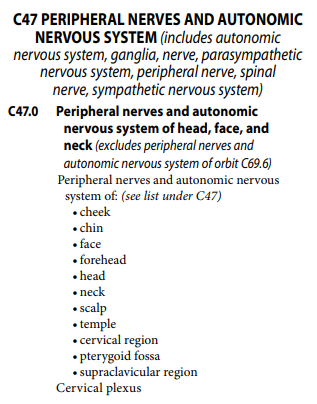 C47 PERIPHERAL NERVES AND AUTONOMIC
NERVOUS SYSTEM (includes autonomic
nervous system, ganglia, nerve, parasympathetic
nervous system, peripheral nerve, spinal
nerve, sympathetic nervous system)
C47.0 Peripheral nerves and autonomic
nervous system of head, face, and
neck (excludes peripheral nerves and
autonomic nervous system of orbit C69.6)
Peripheral nerves and autonomic nervous
system of: (see list under C47)
• cheek
• chin
• face
• forehead
• head
• neck
• scalp
• temple
• cervical region
• pterygoid fossa
• supraclavicular region
Cervical plexus